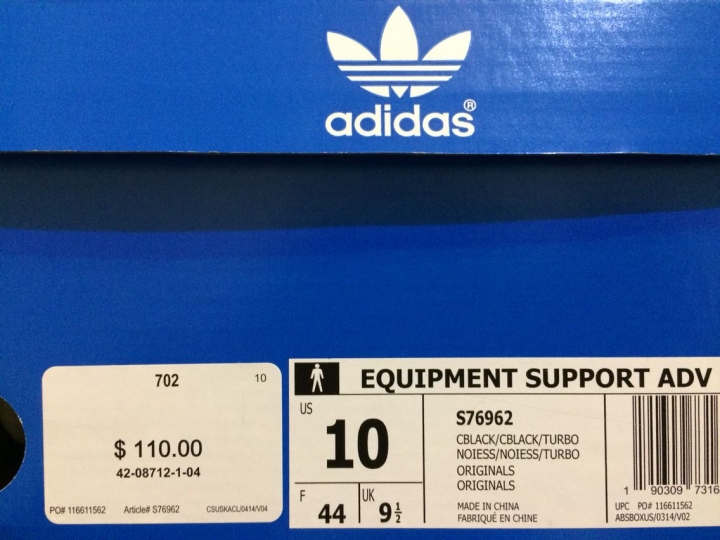 adidas®
702 10
$ 110.00
42-08712-1-04
PO# 116611562 Article# S76962 CSUSKACL/0414/V04
EQUIPMENT SUPPORT ADV
US
10
F
44
UK
9½
S76962
CBLACK/CBLACK/TURBO
NOIESS/NOIESS/TURBO
ORIGINALS
ORIGINALS
MADE IN CHINA
FABRIQUÉ EN CHINE
1 90309 7316
UPC PO# 116611562
ABSBOXUS/0314/V02